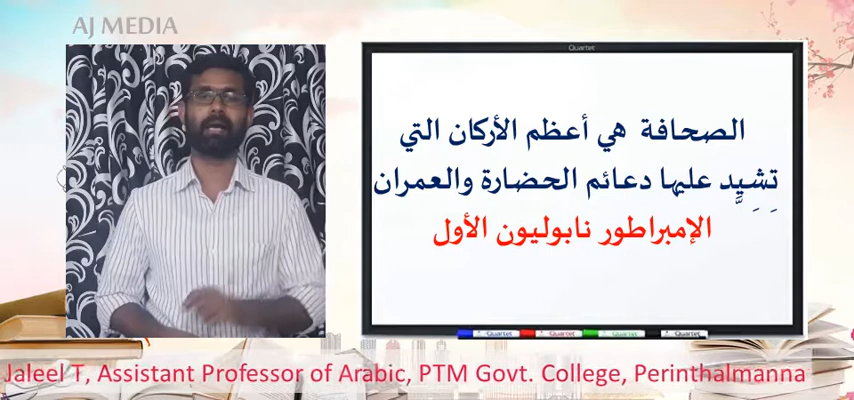 AJ MEDIA
Quartet
الصحافة هي أعظم الأركان التي
تشيد عليها دعائم الحضارة والعمران
الإمبراطور نابوليون الأول
Quartet Quartet Quartet Quartet
Jaleel T, Assistant Professor of Arabic, PTM Govt. College, Perinthalmanna